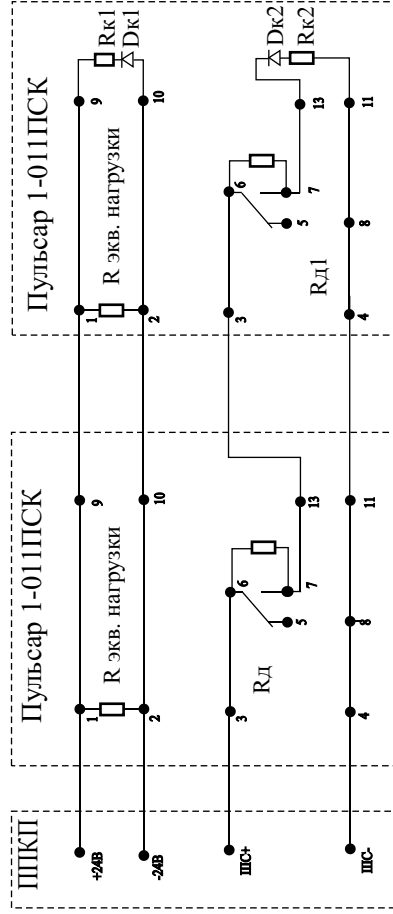 ППКП
+24В
-24В
ШС+
ШС-
Пульсар 1-011ПСК
1
R экв. нагрузки
2
9
10
3
Rд
6
5
7
13
4
8
11
Пульсар 1-011ПСК
1
R экв. нагрузки
2
9
10
Rк1
Dк1
3
Rд1
6
5
7
13
Dк2
Rк2
4
8
11